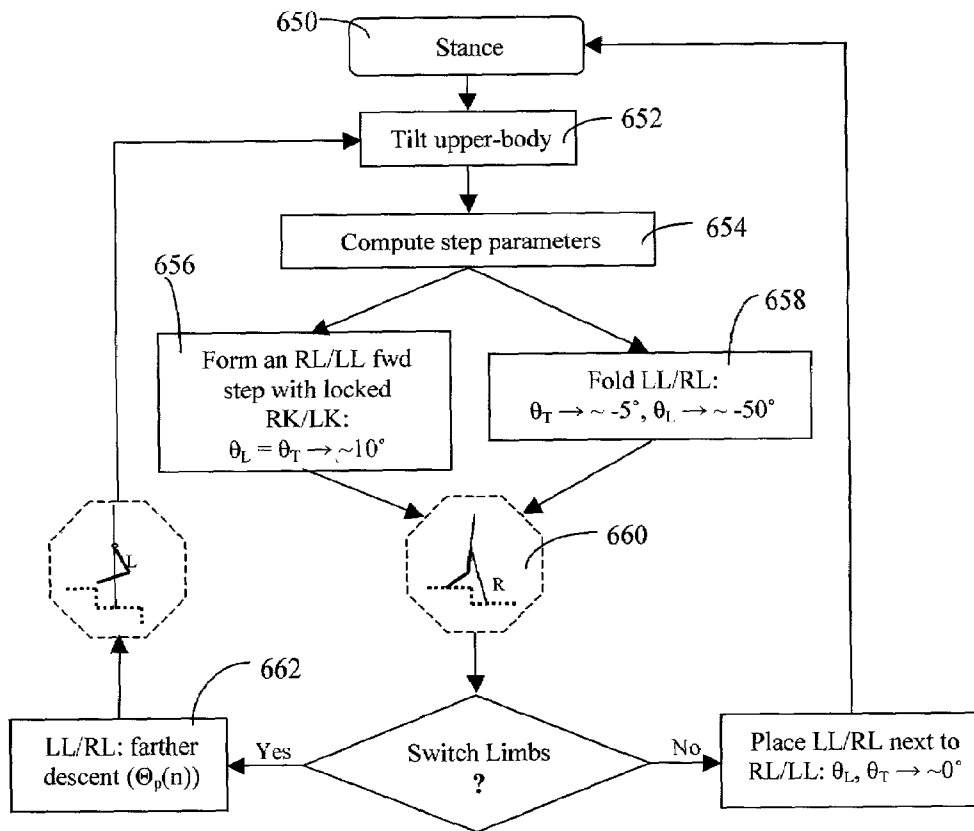 650
Stance
Tilt upper-body
652
Compute step parameters
654
656
Form an RL/LL fwd
step with locked
RK/LK:
θL = θT → ~10°
658
Fold LL/RL:
θT → ~ -5°, θL → ~ -50°
L
R
660
662
LL/RL: farther
descent (Θp(n))
Yes
Switch Limbs
?
No
Place LL/RL next to
RL/LL: θL, θT → ~0°